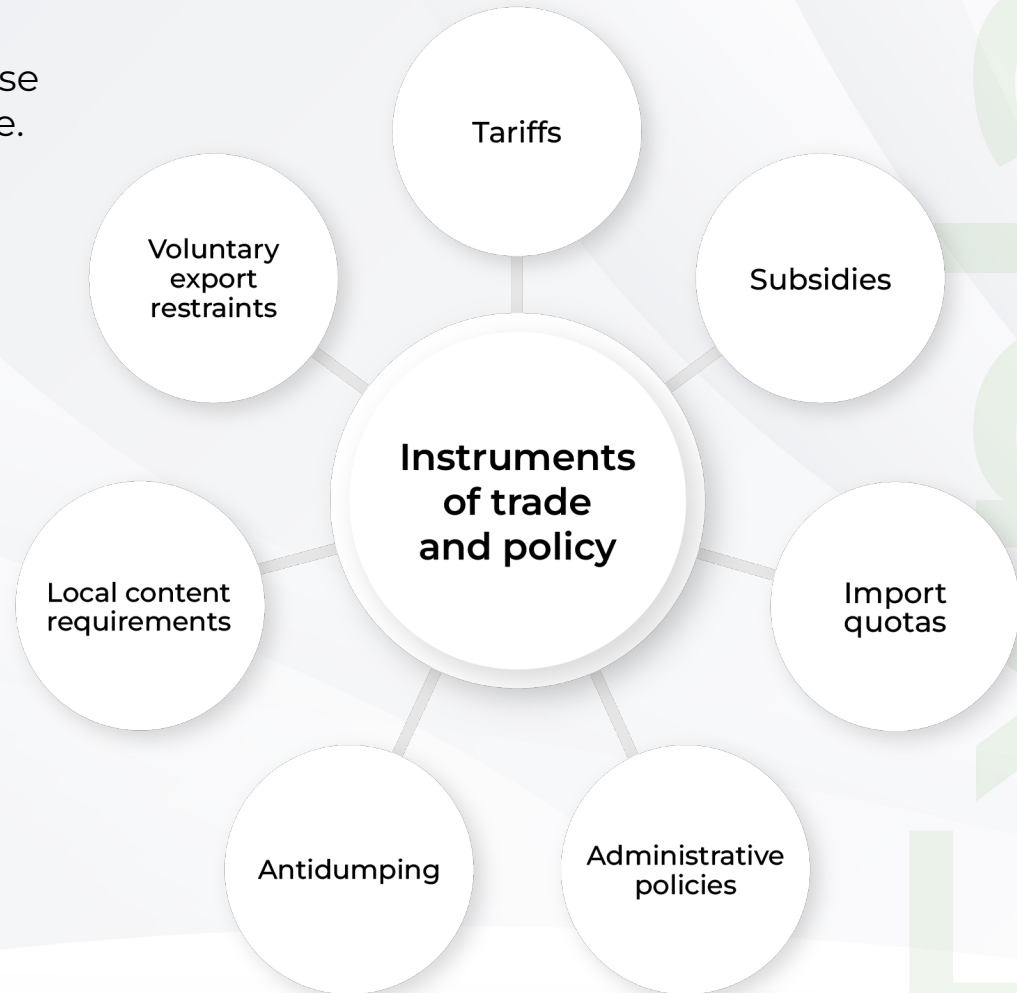 se
e.
Tariffs
Voluntary
export
restraints
Subsidies
Instruments
of trade
and policy
Local content
requirements
Import
quotas
Antidumping
Administrative
policies